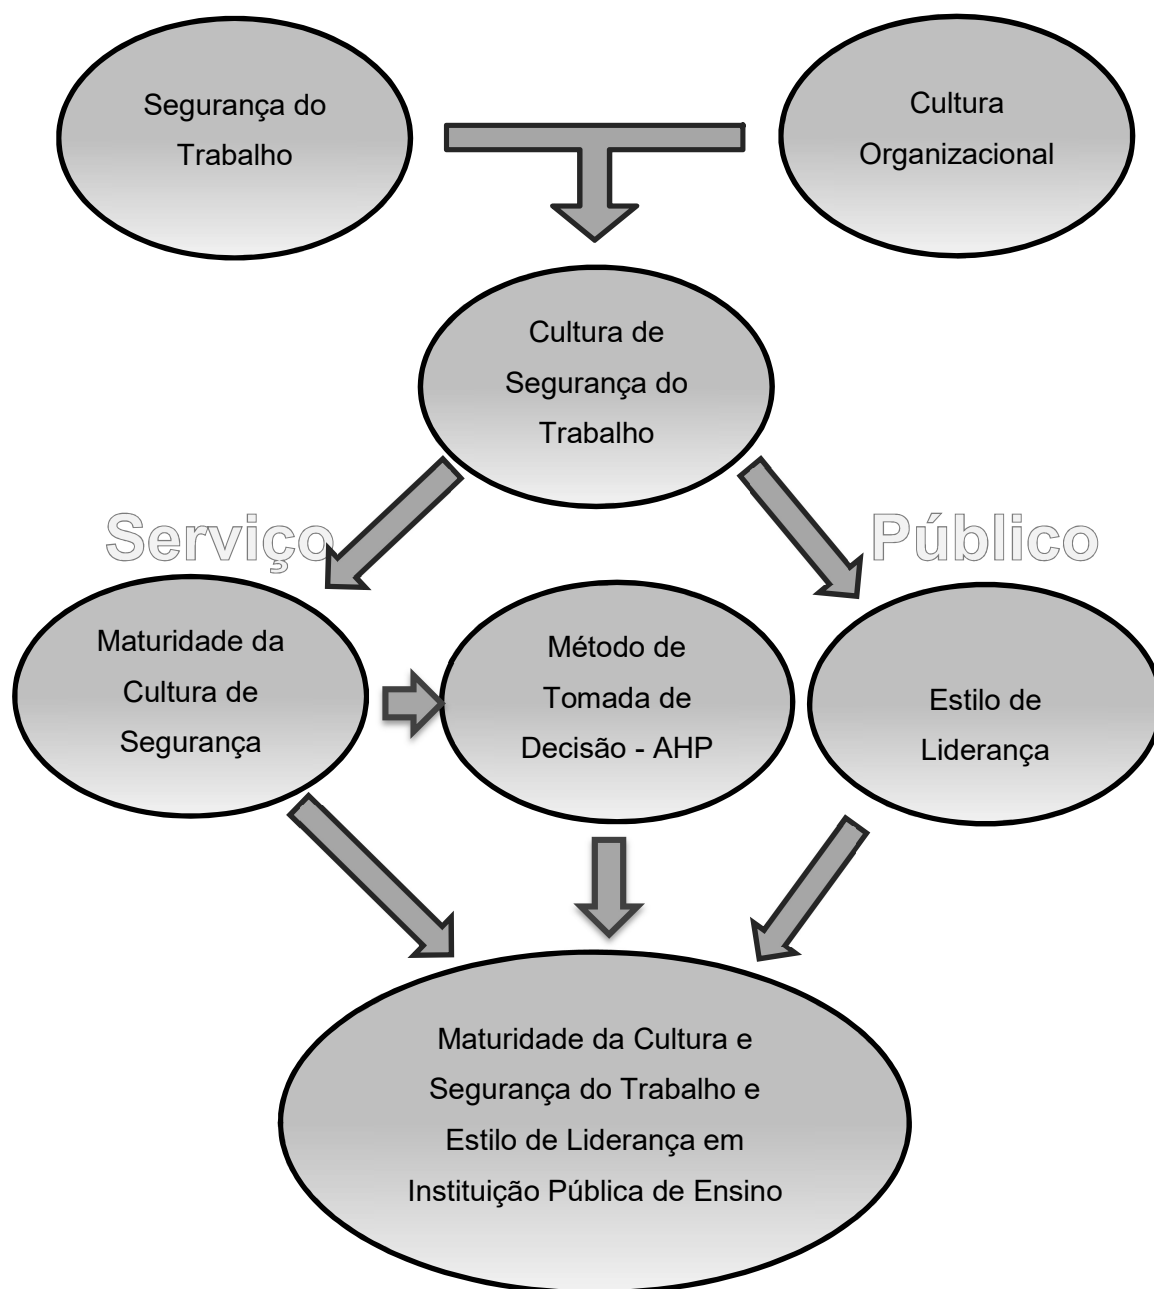 Segurança do
Trabalho
Cultura
Organizacional
Cultura de
Segurança do
Trabalho
Serviço
Público
Maturidade da
Cultura de
Segurança
Método de
Tomada de
Decisão - AHP
Estilo de
Liderança
Maturidade da Cultura e
Segurança do Trabalho e
Estilo de Liderança em
Instituição Pública de Ensino